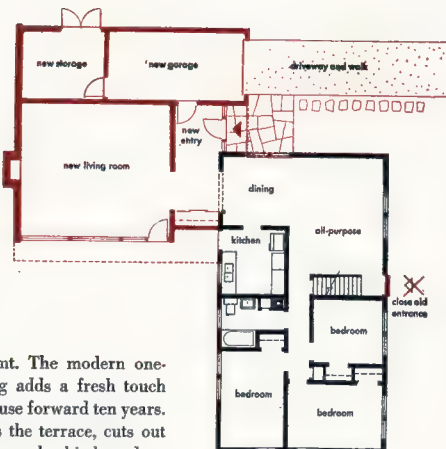 new storage
new garage
driveway and walk
new
entry
new living room
dining
all-purpose
kitchen
close old
entrance
bedroom
bedroom
bedroom
nt. The modern one-
g adds a fresh touch
use forward ten years.
s the terrace, cuts out